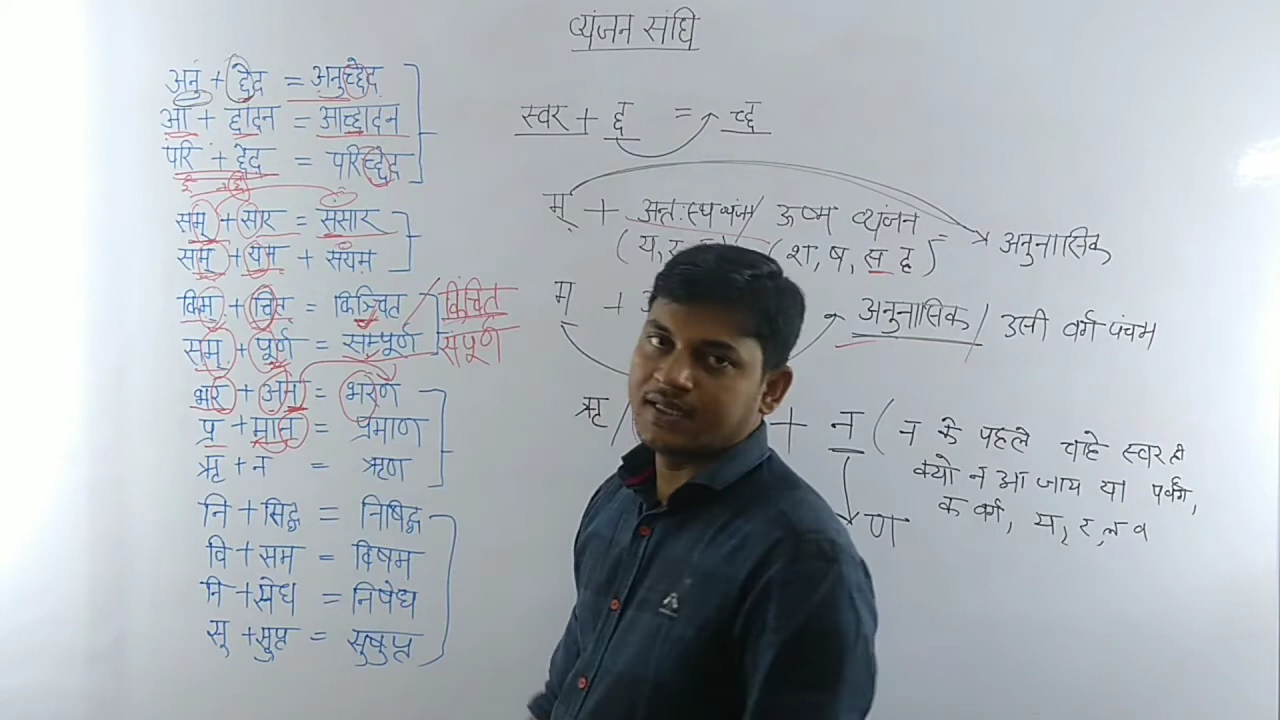 व्यंजन संधि
अनु + छेद = अनुच्छेद
आ + छादन = आच्छादन
परि + छेद = परिच्छेद
इ + छ
सम् + सार = संसार
सम् + यम + संयम
किम् + चित = किञ्चित
किंचित
सम् + पूर्ण = सम्पूर्ण
संपूर्ण
भर + अन = भरण
प्र + मान = प्रमाण
ऋ + न = ऋण
नि + सिद्ध = निषिद्ध
वि + सम = विषम
नि + सेध = निषेध
सु + सुप्त = सुषुप्त
स्वर + छ = च्छ
म् + अन्तःस्थ व्यंजन / ऊष्म व्यंजन अनुनासिक
(य, र (श, ष, स ह)
म् + अनुनासिक / उसी वर्ग पंचम
ऋ / + न ( न के पहले चाहे स्वर ही
क्यो न आ जाय या पवर्ग,
क वर्ग, य, र, ल व
ण